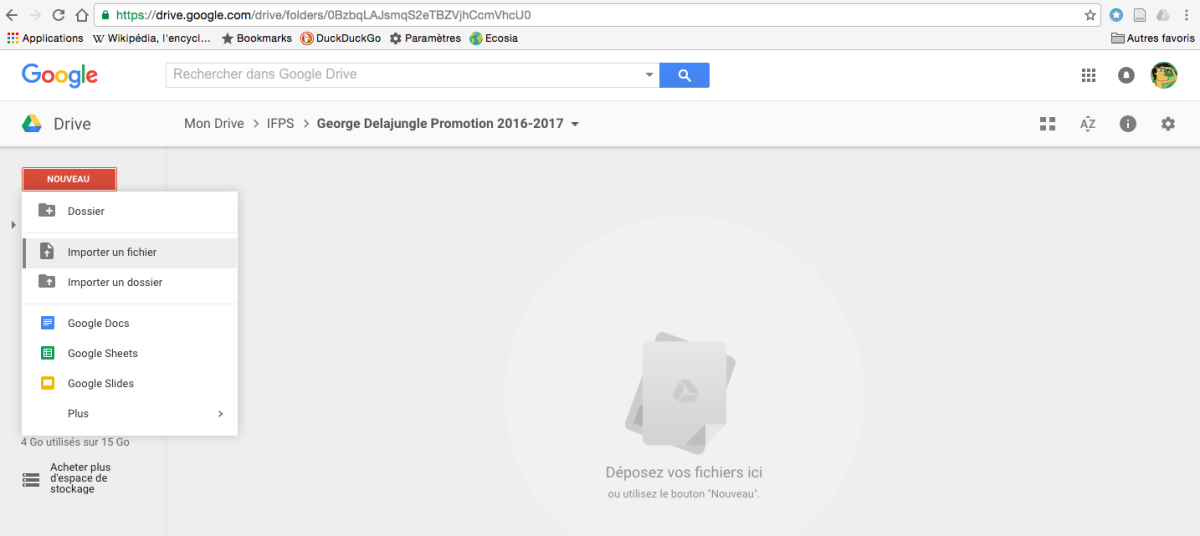 https://drive.google.com/drive/folders/0BzbqLAJsmqS2eTBZVjhCcmVhcU0
Applications W Wikipédia, l'encycl... Bookmarks DuckDuckGo Paramètres Ecosia Autres favoris
Google Rechercher dans Google Drive
Drive Mon Drive > IFPS > George Delajungle Promotion 2016-2017 AZ
NOUVEAU
Dossier
Importer un fichier
Importer un dossier
Google Docs
Google Sheets
Google Slides
Plus >
4 Go utilisés sur 15 Go
Acheter plus
d'espace de
stockage
Déposez vos fichiers ici
ou utilisez le bouton "Nouveau".